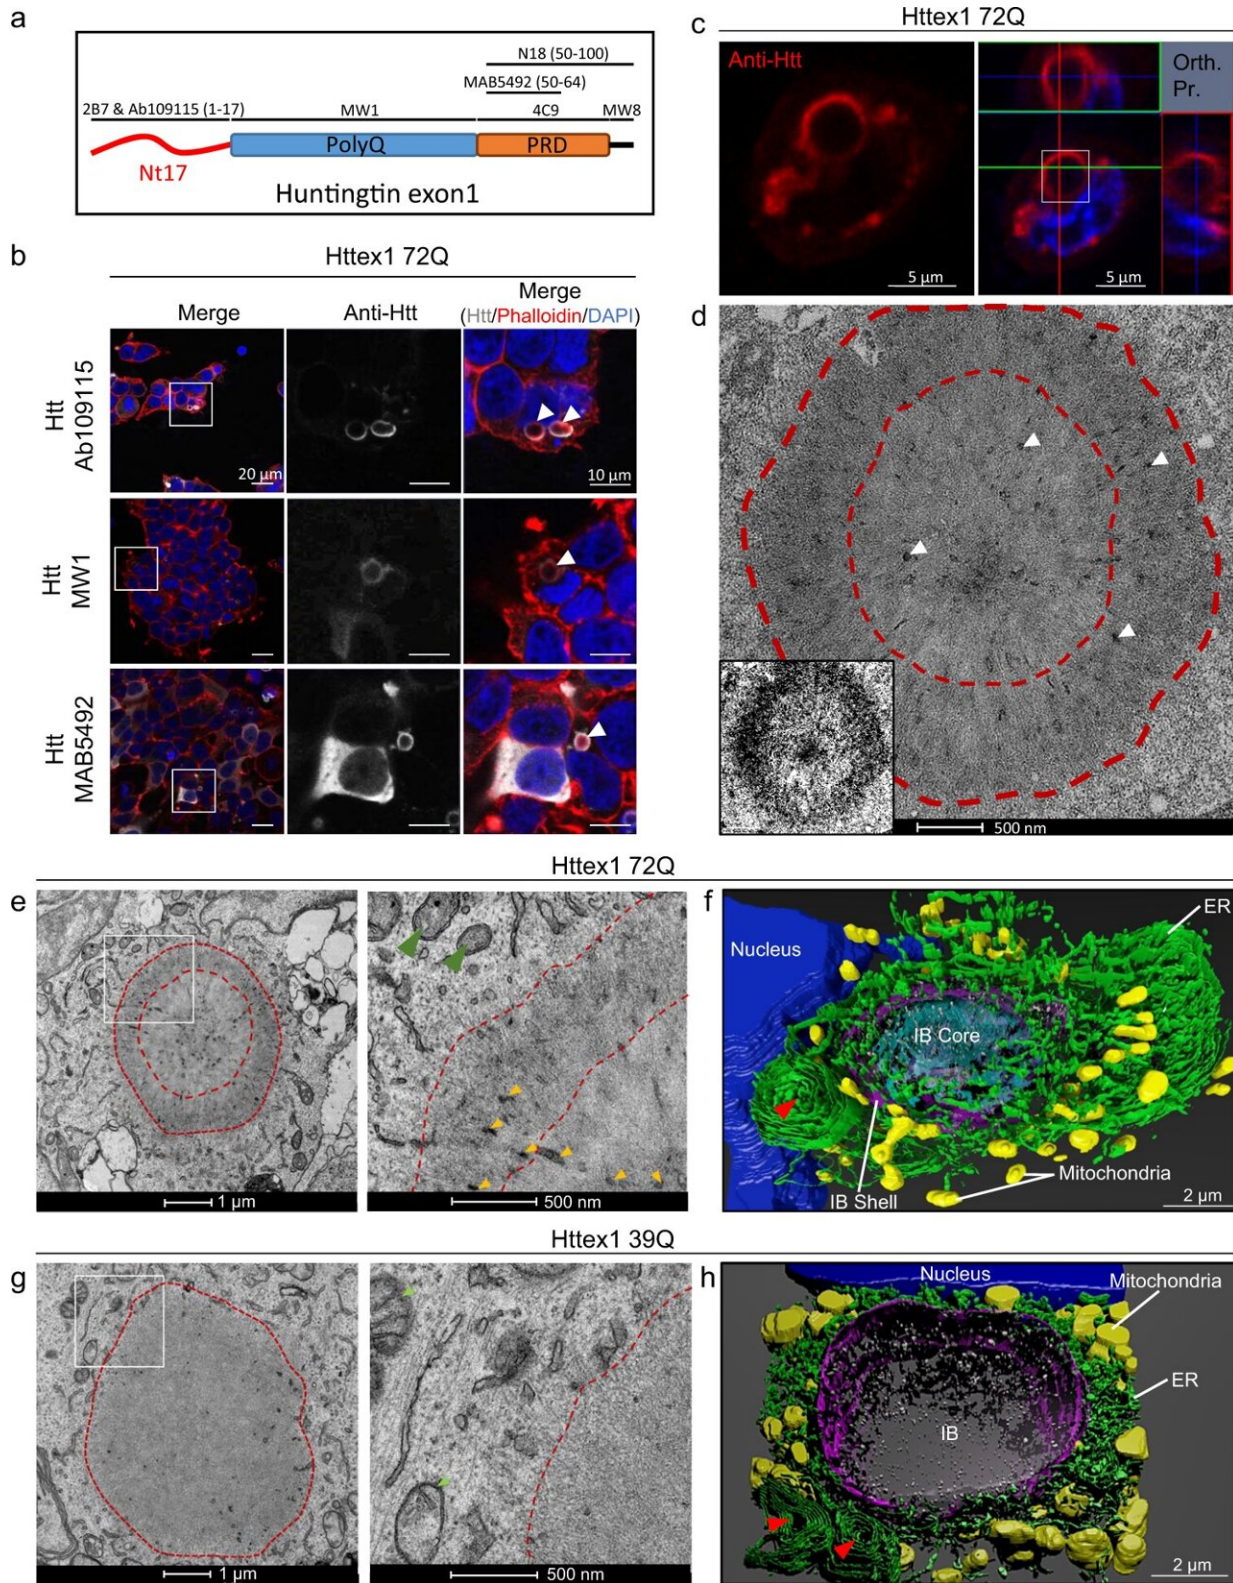 a
N18 (50-100)
MAB5492 (50-64)
2B7 & Ab109115 (1-17)
MW1
4C9
MW8
PolyQ
PRD
Nt17
Huntingtin exon1
b
Httex1 72Q
Merge
Anti-Htt
Merge
(Htt/Phalloidin/DAPI)
Htt
Ab109115
20 µm
10 µm
Htt
MW1
Htt
MAB5492
c
Httex1 72Q
Anti-Htt
Orth.
Pr.
5 µm
5 µm
d
500 nm
Httex1 72Q
e
1 µm
500 nm
f
ER
Nucleus
IB Core
Mitochondria
IB Shell
2 µm
Httex1 39Q
g
1 µm
500 nm
h
Nucleus
Mitochondria
ER
IB
2 µm